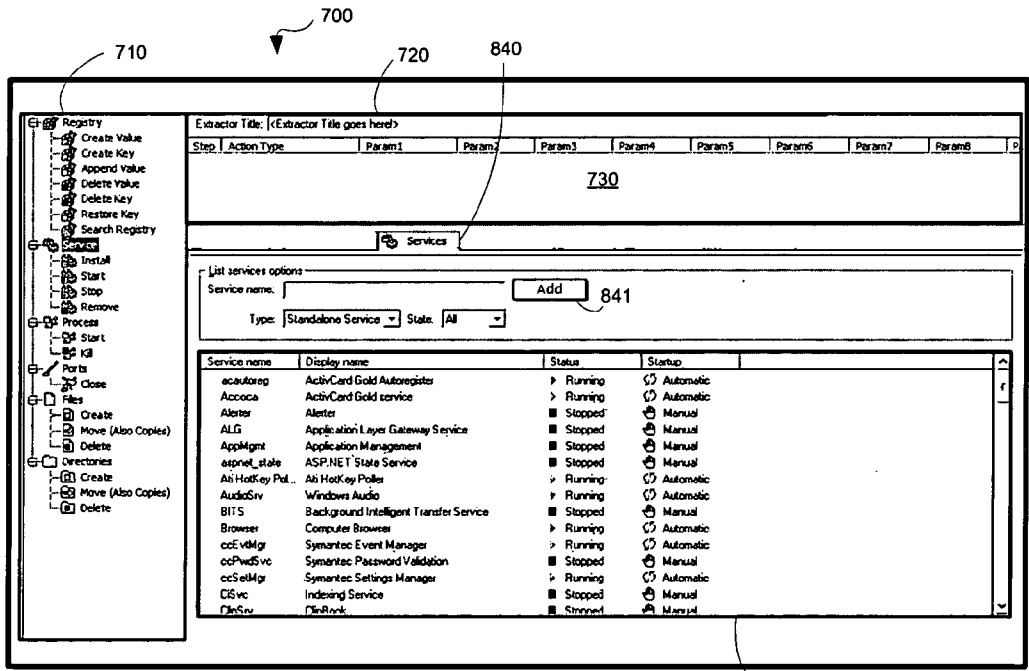 700
710
720
840
Registry
Create Value
Create Key
Append Value
Delete Value
Delete Key
Restore Key
Search Registry
Service
Install
Start
Stop
Remove
Process
Start
Kill
Ports
Close
Files
Create
Move (Also Copies)
Delete
Directories
Create
Move (Also Copies)
Delete
Extractor Title: <Extractor Title goes here!>
Step Action Type Param1 Param2 Param3 Param4 Param5 Param6 Param7 Param8 P
730
Services
List services options
Service name: Add 841
Type: Standalone Service State: All
Service name Display name Status Startup
acautoreg ActivCard Gold Autoregister Running Automatic
Accoca ActivCard Gold service Running Automatic
Alerter Alerter Stopped Manual
ALG Application Layer Gateway Service Stopped Manual
AppMgmt Application Management Stopped Manual
aspnet_state ASP.NET State Service Stopped Manual
Ati HotKey Pol... Ati HotKey Poller Running Automatic
AudioSrv Windows Audio Running Automatic
BITS Background Intelligent Transfer Service Stopped Manual
Browser Computer Browser Running Automatic
ccEvtMgr Symantec Event Manager Running Automatic
ccPwdSvc Symantec Password Validation Stopped Manual
ccSetMgr Symantec Settings Manager Running Automatic
CiSvc Indexing Service Stopped Manual
ClipSrv ClipBook Stopped Manual